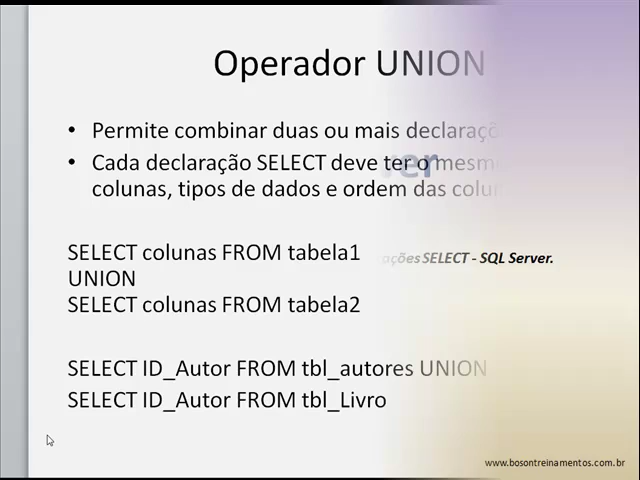 Operador UNION
• Permite combinar duas ou mais declaraçõ
• Cada declaração SELECT deve ter o mesm
ver
colunas, tipos de dados e ordem das colun
SELECT colunas FROM tabela1
ações SELECT - SQL Server.
UNION
SELECT colunas FROM tabela2
SELECT ID_Autor FROM tbl_autores UNION
SELECT ID_Autor FROM tbl_Livro
www.bosontreinamentos.com.br